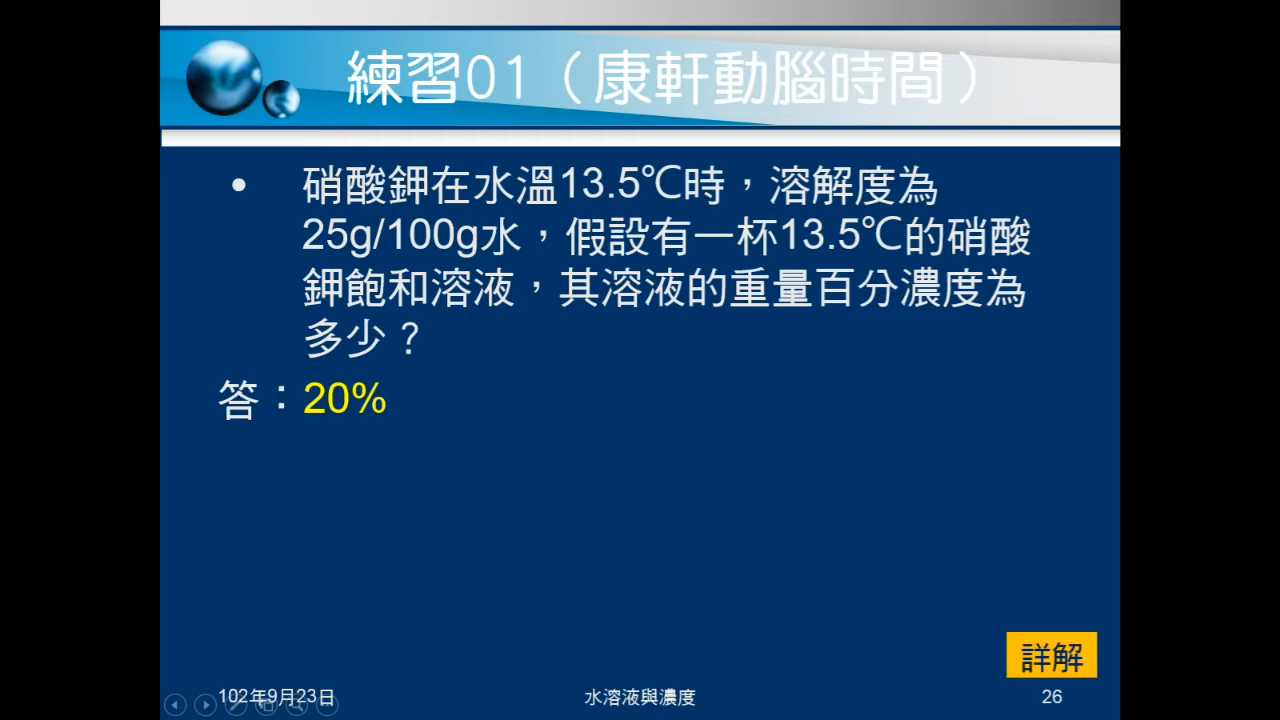 練習01（康軒動腦時間）
• 硝酸鉀在水溫13.5℃時，溶解度為
25g/100g水，假設有一杯13.5℃的硝酸
鉀飽和溶液，其溶液的重量百分濃度為
多少？
答：20%
詳解
102年9月23日 水溶液與濃度 26